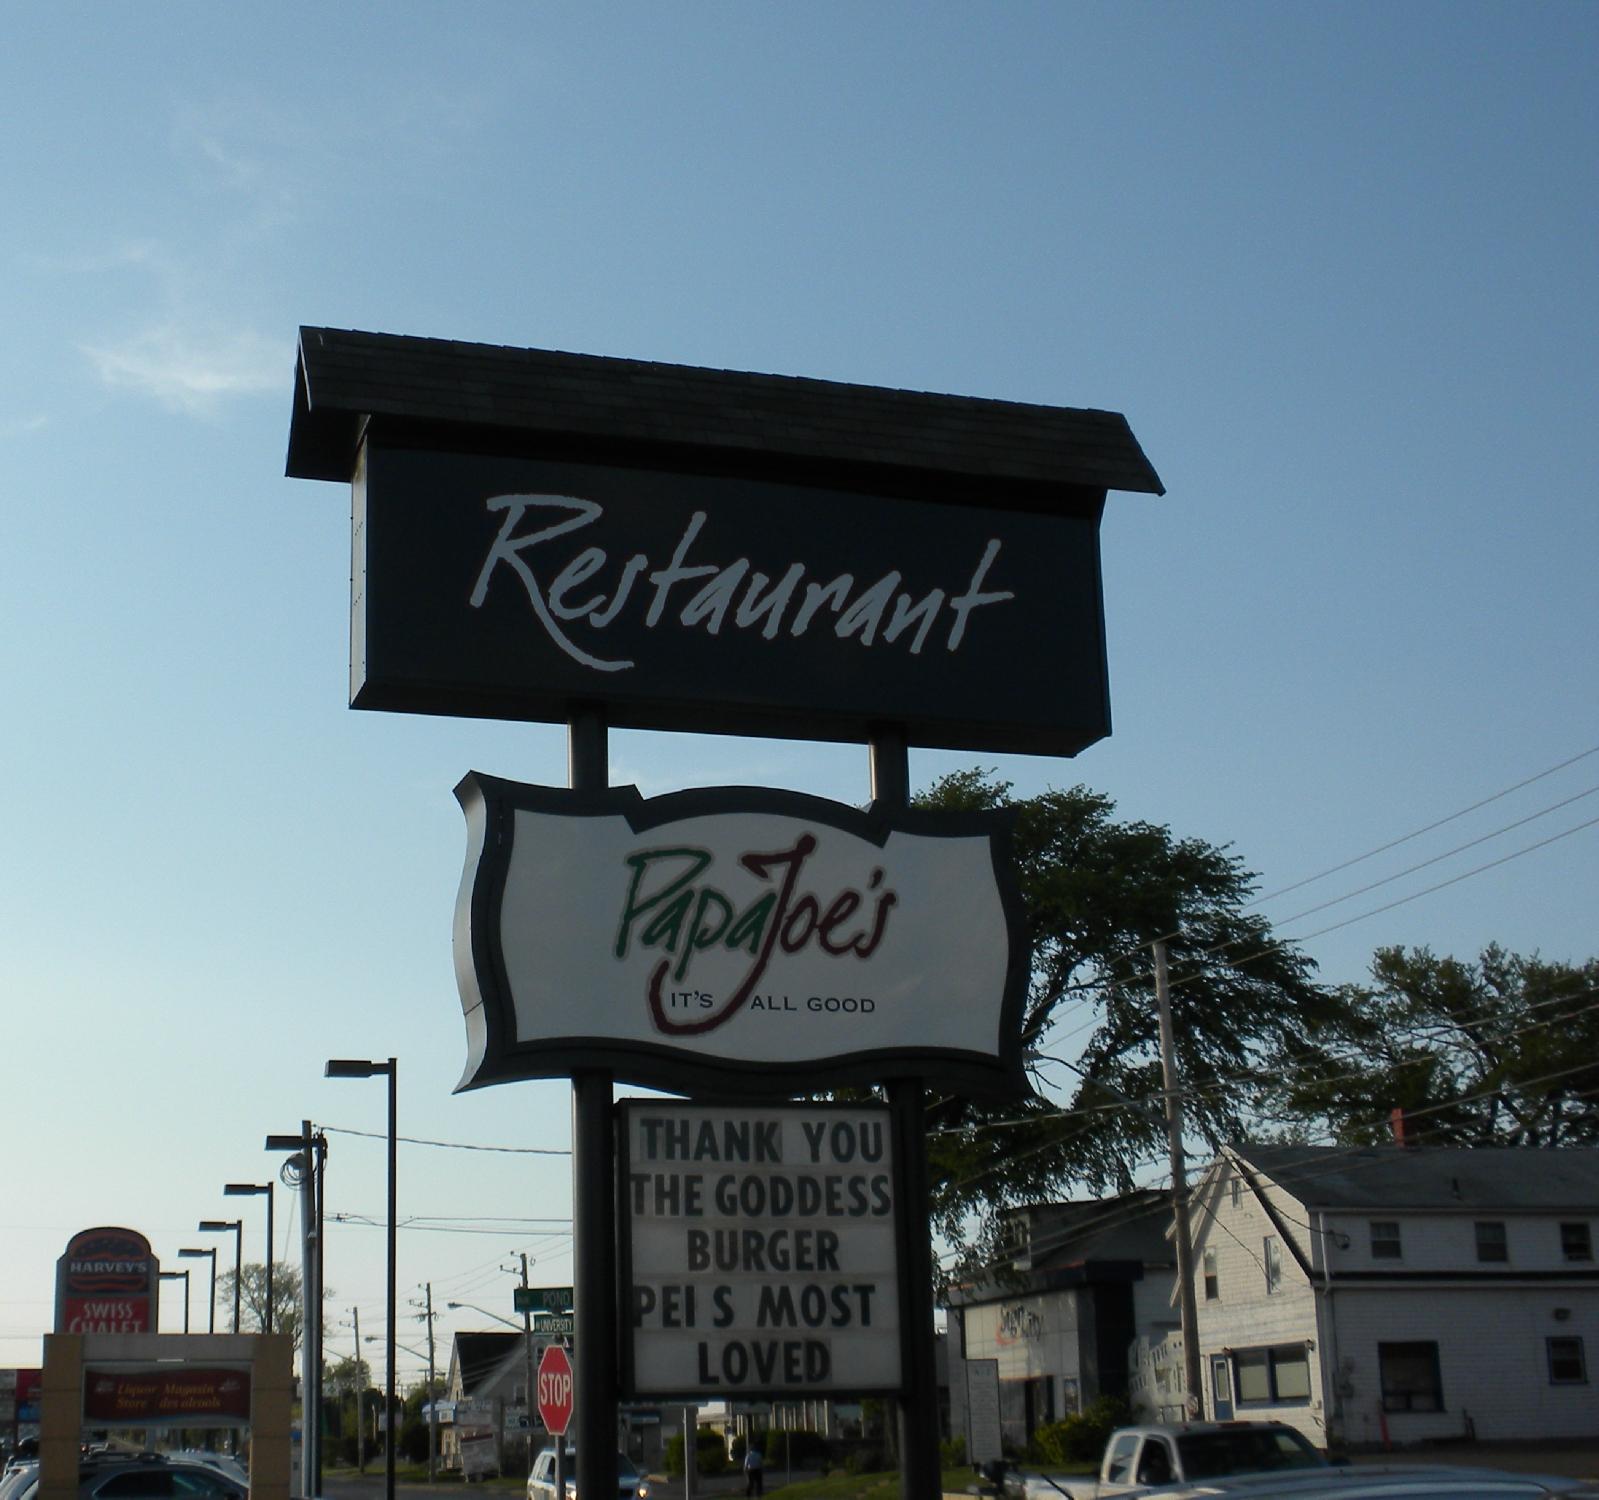 Restaurant
PapaJoe's
IT'S ALL GOOD
THANK YOU
THE GODDESS
BURGER
PEI S MOST
LOVED
HARVEY'S
SWISS
CHALET
Liquor Magasin
Store des alcools
POND
UNIVERSITY
STOP